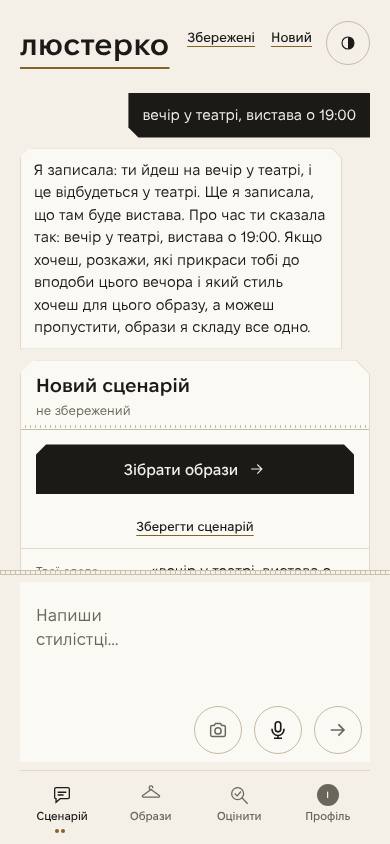 люстерко
Збережені
Новий
вечір у театрі, вистава о 19:00
Я записала: ти йдеш на вечір у театрі, і
це відбудеться у театрі. Ще я записала,
що там буде вистава. Про час ти сказала
так: вечір у театрі, вистава о 19:00. Якщо
хочеш, розкажи, які прикраси тобі до
вподоби цього вечора і який стиль
хочеш для цього образу, а можеш
пропустити, образи я складу все одно.
Новий сценарій
не збережений
Зібрати образи →
Зберегти сценарій
«вечір у театрі, вистава о
Напиши
стилістці...
Сценарій
Образи
Оцінити
І
Профіль